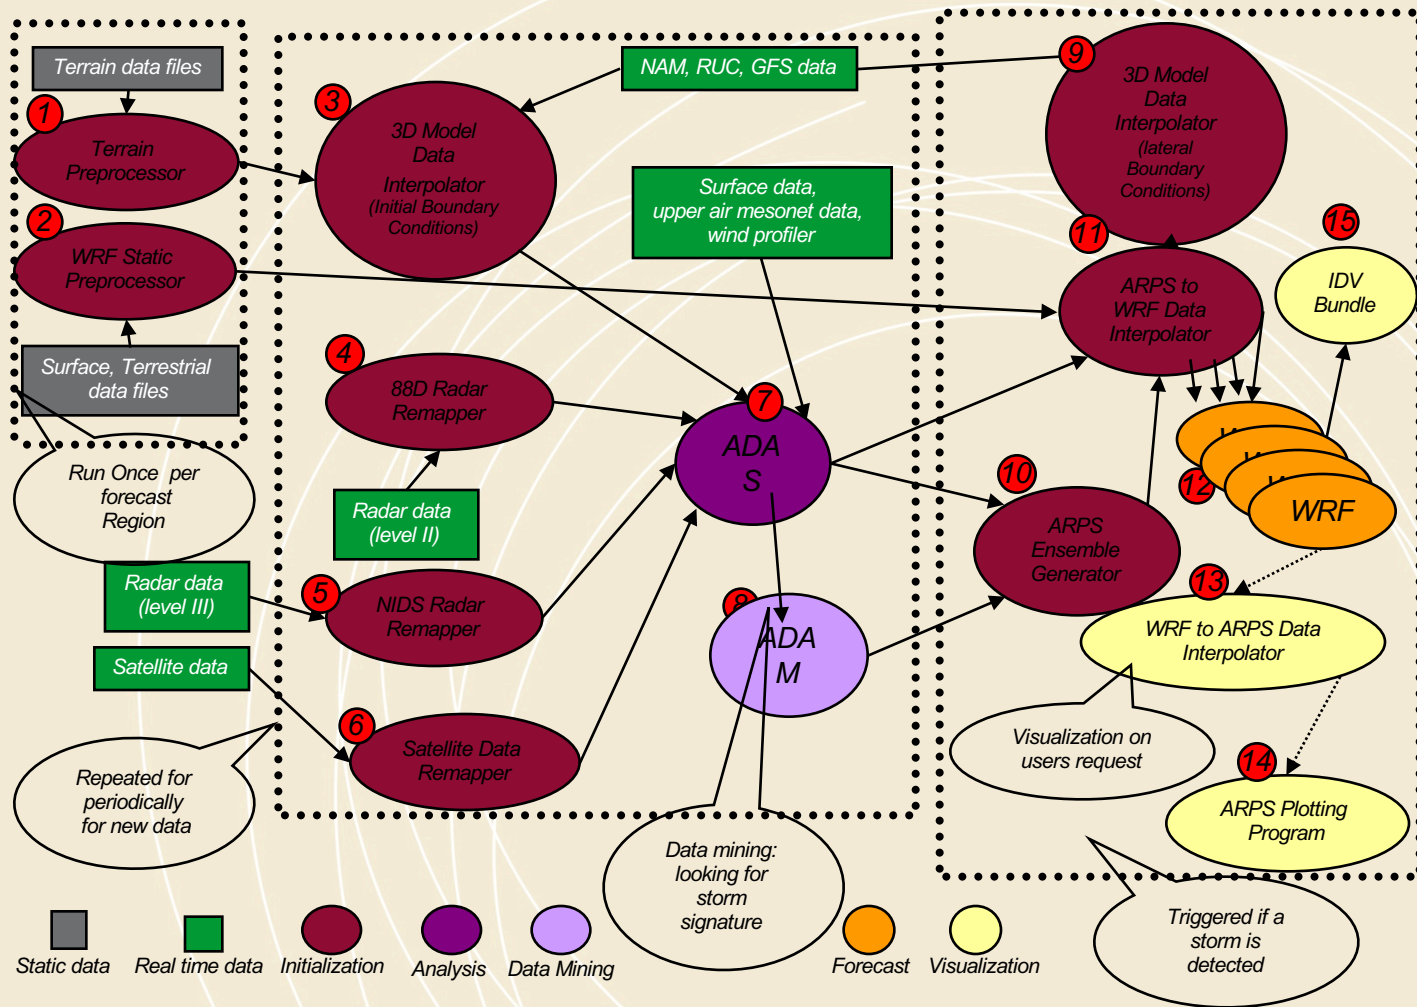 Terrain data files
1
Terrain
Preprocessor
2
WRF Static
Preprocessor
Surface, Terrestrial
data files
Run Once per
forecast
Region
3
3D Model
Data
Interpolator
(Initial Boundary
Conditions)
NAM, RUC, GFS data
Surface data,
upper air mesonet data,
wind profiler
4
88D Radar
Remapper
Radar data
(level II)
Radar data
(level III)
5
NIDS Radar
Remapper
Satellite data
6
Satellite Data
Remapper
Repeated for
periodically
for new data
7
ADA
S
8
ADA
M
Data mining:
looking for
storm
signature
9
3D Model
Data
Interpolator
(lateral
Boundary
Conditions)
11
ARPS to
WRF Data
Interpolator
15
IDV
Bundle
10
ARPS
Ensemble
Generator
12
WRF
13
WRF to ARPS Data
Interpolator
Visualization on
users request
14
ARPS Plotting
Program
Triggered if a
storm is
detected
Static data
Real time data
Initialization
Analysis
Data Mining
Forecast
Visualization